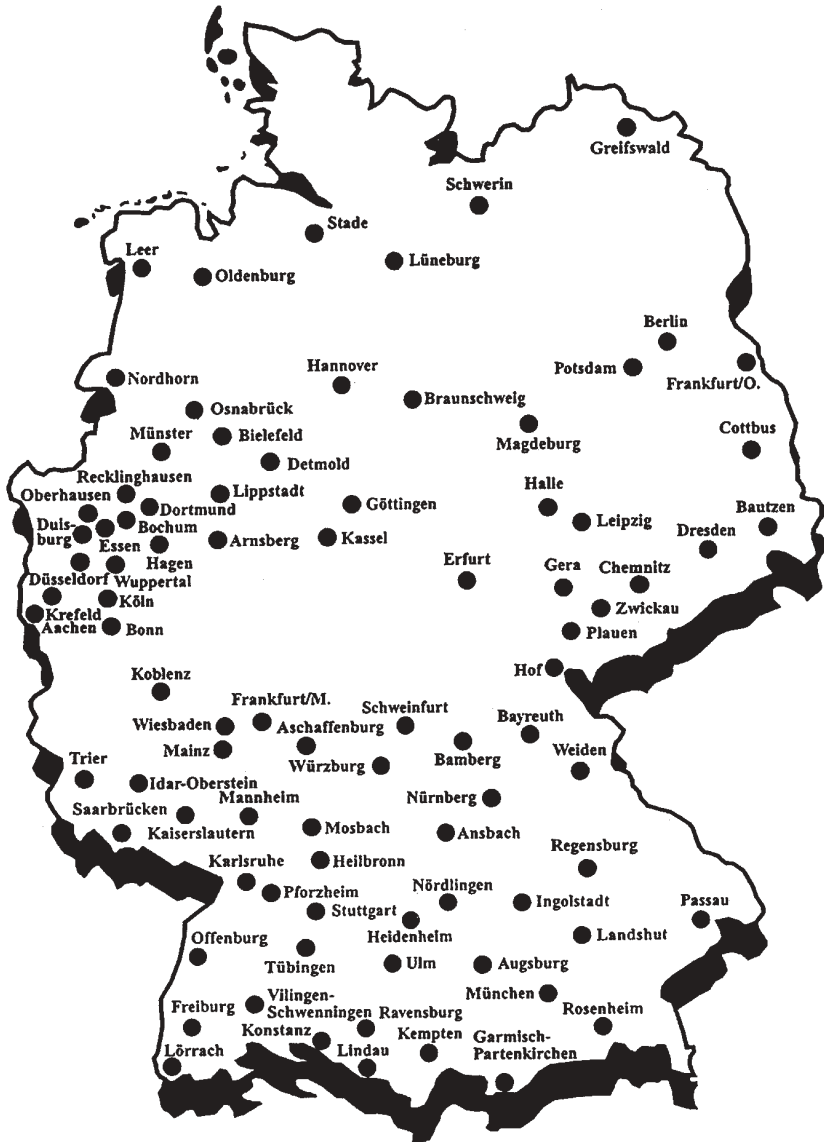 Greifswald
Schwerin
Stade
Leer
Oldenburg
Lüneburg
Berlin
Hannover
Potsdam
Frankfurt/O.
Nordhorn
Osnabrück
Braunschweig
Münster
Bielefeld
Magdeburg
Cottbus
Detmold
Recklinghausen
Oberhausen
Lippstadt
Halle
Dortmund
Göttingen
Duis-
burg
Bochum
Leipzig
Bautzen
Essen
Arnsberg
Kassel
Dresden
Hagen
Erfurt
Gera
Chemnitz
Düsseldorf
Wuppertal
Köln
Zwickau
Krefeld
Aachen
Bonn
Plauen
Hof
Koblenz
Frankfurt/M.
Schweinfurt
Wiesbaden
Aschaffenburg
Bayreuth
Mainz
Bamberg
Weiden
Trier
Würzburg
Idar-Oberstein
Nürnberg
Saarbrücken
Mannheim
Kaiserslautern
Mosbach
Ansbach
Karlsruhe
Heilbronn
Regensburg
Pforzheim
Nördlingen
Ingolstadt
Passau
Stuttgart
Heidenheim
Landshut
Offenburg
Tübingen
Ulm
Augsburg
München
Freiburg
Vilingen-
Schwenningen
Ravensburg
Rosenheim
Konstanz
Kempten
Garmisch-
Partenkirchen
Lörrach
Lindau